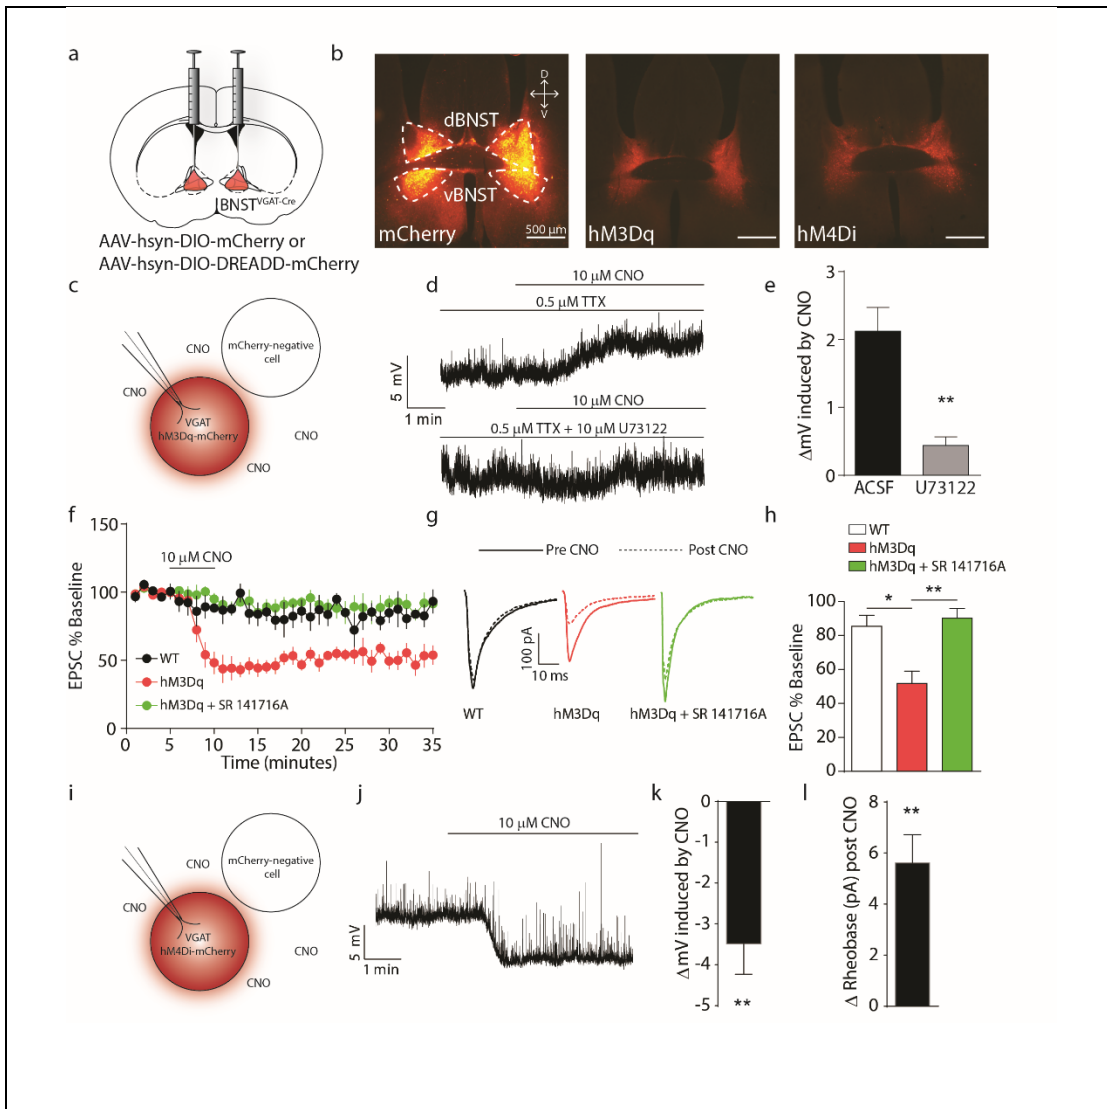 a
lBNSTVGAT-Cre
AAV-hsyn-DIO-mCherry or
AAV-hsyn-DIO-DREADD-mCherry
b
D
V
dBNST
vBNST
mCherry
500 μm
hM3Dq
hM4Di
c
mCherry-negative
cell
CNO
CNO
VGAT
hM3Dq-mCherry
CNO
CNO
d
10 μM CNO
0.5 μM TTX
5 mV
1 min
10 μM CNO
0.5 μM TTX + 10 μM U73122
e
ΔmV induced by CNO
3
2
1
0
**
ACSF
U73122
f
EPSC % Baseline
150
100
50
0
10 μM CNO
WT
hM3Dq
hM3Dq + SR 141716A
0 5 10 15 20 25 30 35
Time (minutes)
g
Pre CNO
Post CNO
100 pA
10 ms
WT
hM3Dq
hM3Dq + SR 141716A
h
WT
hM3Dq
hM3Dq + SR 141716A
EPSC % Baseline
100
80
60
40
20
0
*
**
i
mCherry-negative
cell
CNO
CNO
VGAT
hM4Di-mCherry
CNO
CNO
j
10 μM CNO
5 mV
1 min
k
ΔmV induced by CNO
0
-1
-2
-3
-4
-5
**
l
Δ Rheobase (pA) post CNO
8
6
4
2
0
**